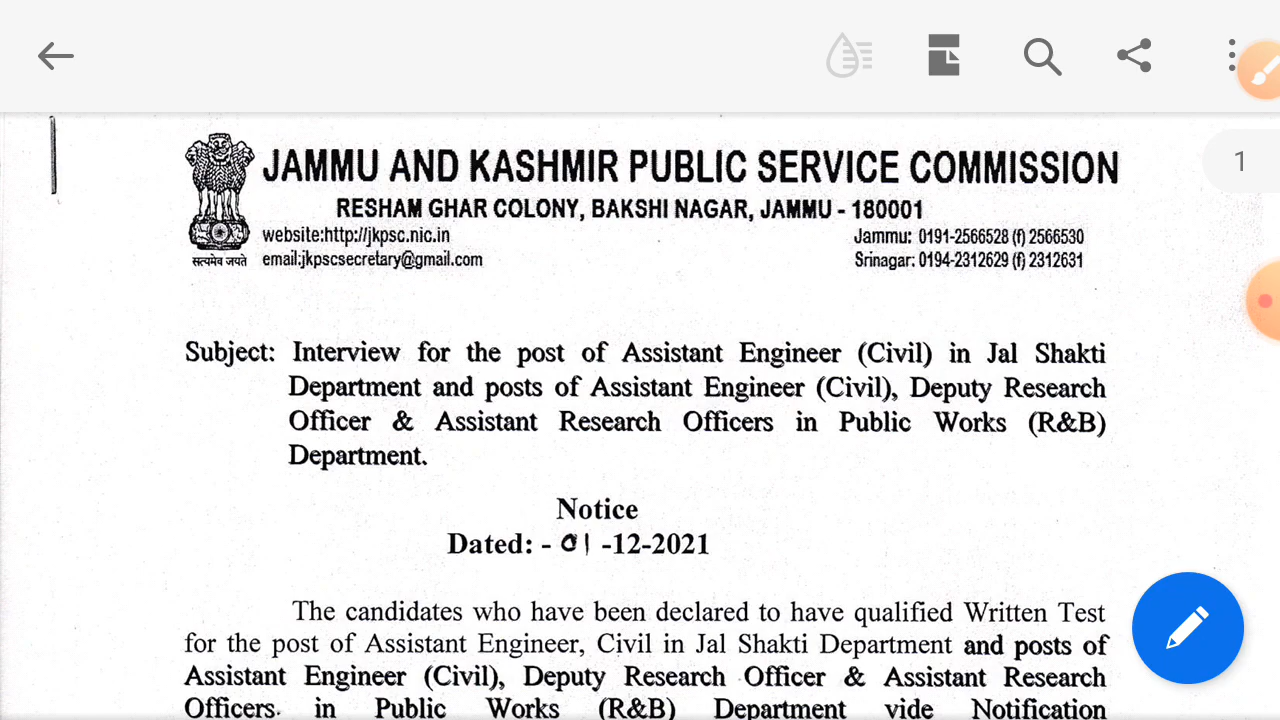 1
JAMMU AND KASHMIR PUBLIC SERVICE COMMISSION
RESHAM GHAR COLONY, BAKSHI NAGAR, JAMMU - 180001
website:http://jkpsc.nic.in
Jammu: 0191-2566528 (f) 2566530
सत्यमेव जयते
email:jkpscsecretary@gmail.com
Srinagar: 0194-2312629 (f) 2312631
Subject: Interview for the post of Assistant Engineer (Civil) in Jal Shakti
Department and posts of Assistant Engineer (Civil), Deputy Research
Officer & Assistant Research Officers in Public Works (R&B)
Department.
Notice
Dated: - 01 -12-2021
The candidates who have been declared to have qualified Written Test
for the post of Assistant Engineer, Civil in Jal Shakti Department and posts of
Assistant Engineer (Civil), Deputy Research Officer & Assistant Research
Officers in Public Works (R&B) Department vide Notification